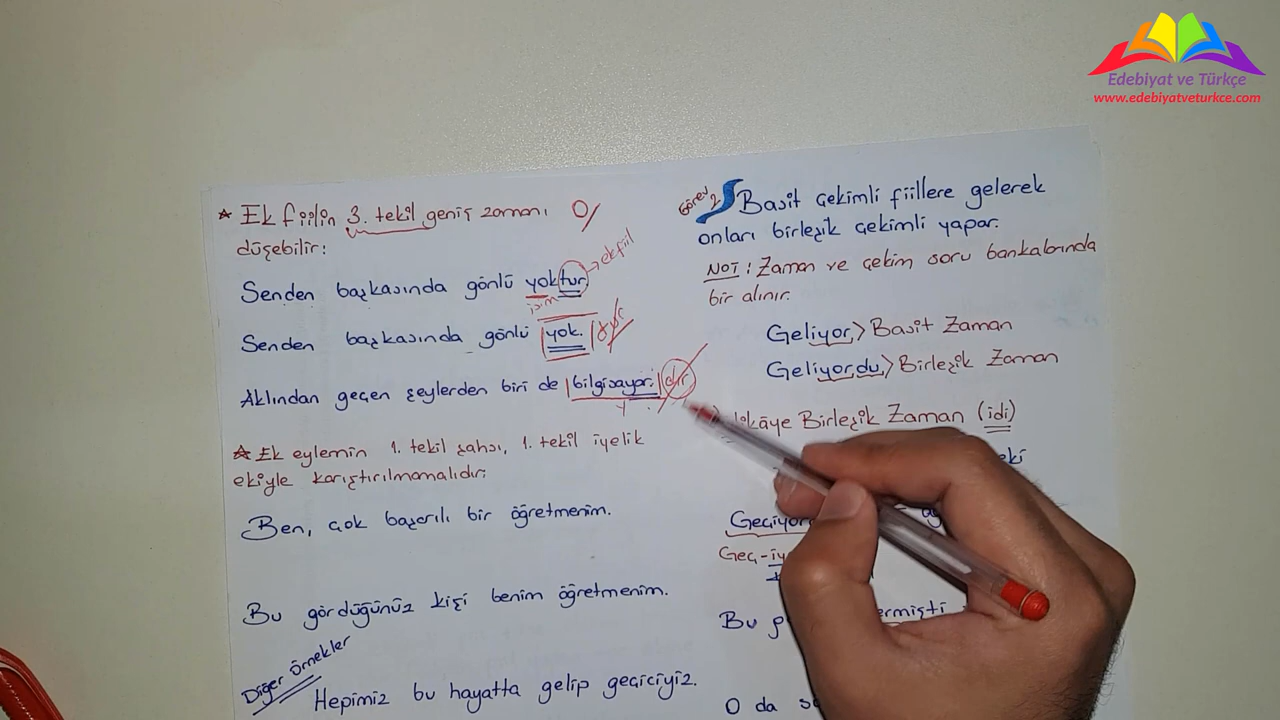 Edebiyat ve Türkçe
www.edebiyatveturkce.com
* Ek fiilin 3. tekil geniş zamanı
düşebilir:
Senden başkasında gönlü yoktur
→ ekfiil
isim
Senden başkasında gönlü yok.
Aklından geçen şeylerden biri de bilgisayar. dır
* Ek eylemin 1. tekil şahsı, 1. tekil iyelik
ekiyle karıştırılmamalıdır:
Ben, çok başarılı bir öğretmenim.
Bu gördüğünüz kişi benim öğretmenim.
Diğer Örnekler
Hepimiz bu hayatta gelip geçiciyiz.
Görev 2
Basit çekimli fiillere gelerek
onları birleşik çekimli yapar.
NOT: Zaman ve çekim soru bankalarında
bir alınır.
Geliyor > Basit Zaman
Geliyordu > Birleşik Zaman
Hikâye Birleşik Zaman (idi)
Geç-iy
Bu
O da